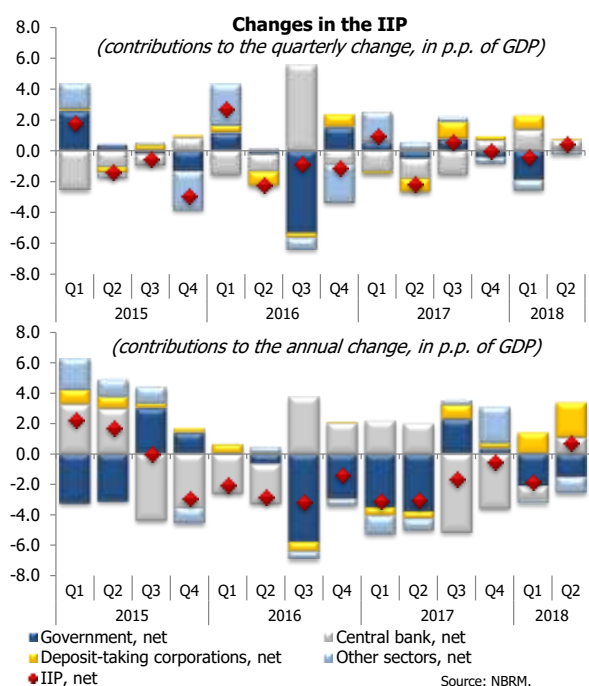 Changes in the IIP
(contributions to the quarterly change, in p.p. of GDP)
8.0
6.0
4.0
2.0
0.0
-2.0
-4.0
-6.0
-8.0
Q1 Q2 Q3 Q4 Q1 Q2 Q3 Q4 Q1 Q2 Q3 Q4 Q1 Q2
2015 2016 2017 2018
(contributions to the annual change, in p.p. of GDP)
8.0
6.0
4.0
2.0
0.0
-2.0
-4.0
-6.0
-8.0
Q1 Q2 Q3 Q4 Q1 Q2 Q3 Q4 Q1 Q2 Q3 Q4 Q1 Q2
2015 2016 2017 2018
Government, net Central bank, net
Deposit-taking corporations, net Other sectors, net
IIP, net
Source: NBRM.